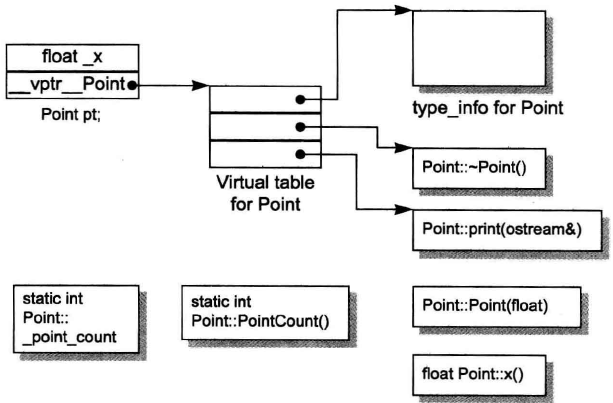 float _x
__vptr__Point
Point pt;
Virtual table
for Point
type_info for Point
Point::~Point()
Point::print(ostream&)
static int
Point::
_point_count
static int
Point::PointCount()
Point::Point(float)
float Point::x()